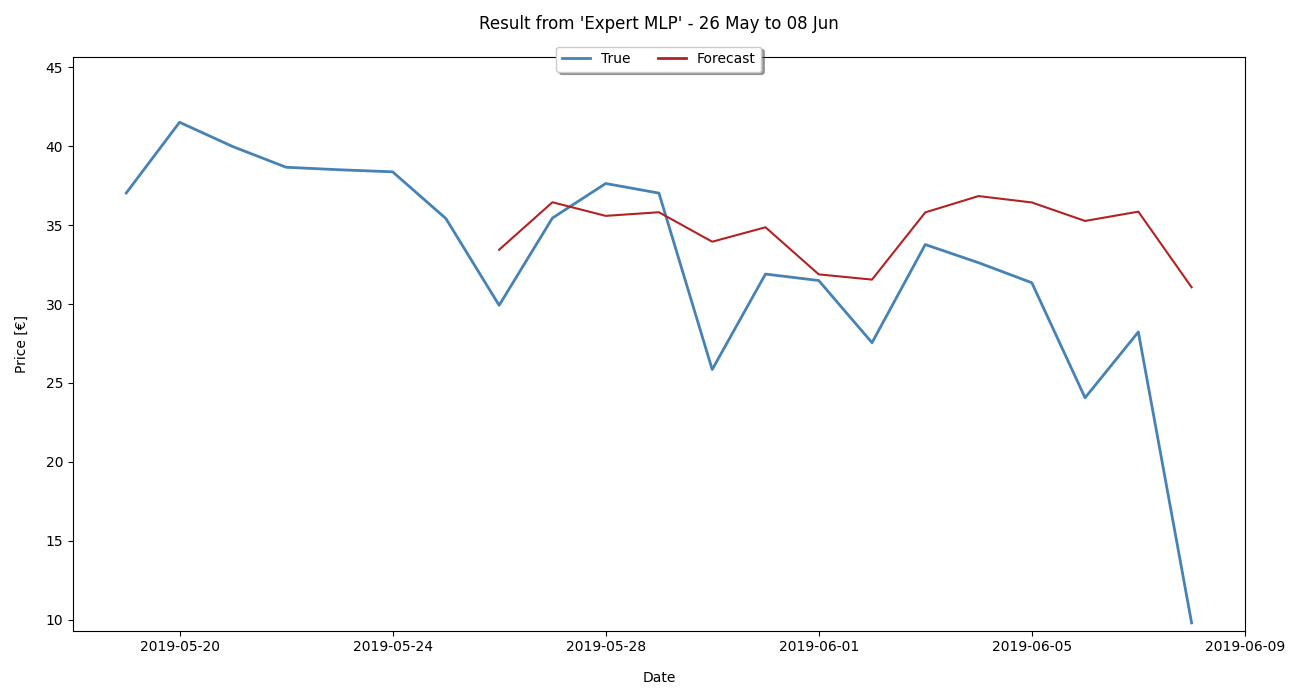 Result from 'Expert MLP' - 26 May to 08 Jun
True Forecast
45
40
35
30
25
20
15
10
Price [€]
2019-05-20 2019-05-24 2019-05-28 2019-06-01 2019-06-05 2019-06-09
Date